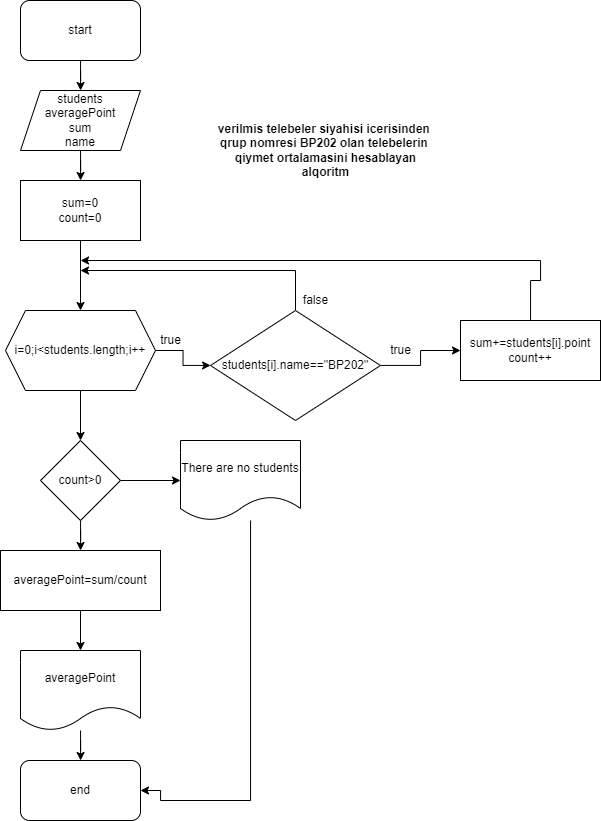 start
students
averagePoint
sum
name
verilmis telebeler siyahisi icerisinden
qrup nomresi BP202 olan telebelerin
qiymet ortalamasini hesablayan
alqoritm
sum=0
count=0
false
i=0;i<students.length;i++
true
students[i].name=="BP202"
true
sum+=students[i].point
count++
count>0
There are no students
averagePoint=sum/count
averagePoint
end